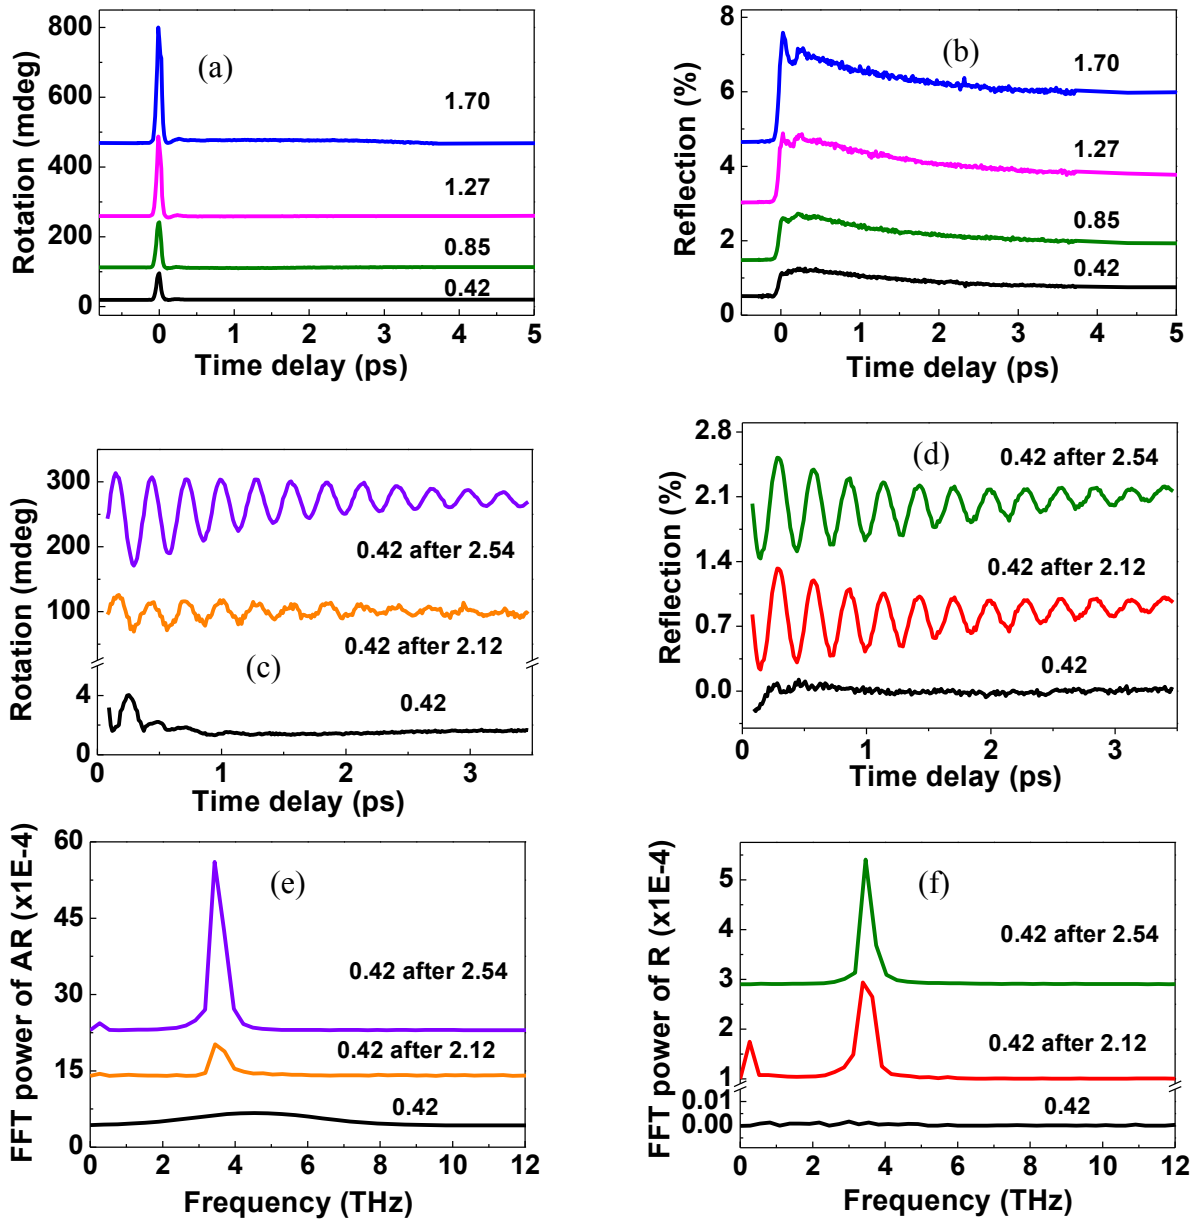 (a)
Rotation (mdeg)
800
600
400
200
0
1.70
1.27
0.85
0.42
0 1 2 3 4 5
Time delay (ps)
(b)
Reflection (%)
8
6
4
2
0
1.70
1.27
0.85
0.42
0 1 2 3 4 5
Time delay (ps)
(c)
Rotation (mdeg)
300
200
100
4
0
0.42 after 2.54
0.42 after 2.12
0.42
0 1 2 3
Time delay (ps)
(d)
Reflection (%)
2.8
2.1
1.4
0.7
0.0
0.42 after 2.54
0.42 after 2.12
0.42
0 1 2 3
Time delay (ps)
(e)
FFT power of AR (x1E-4)
60
45
30
15
0
0.42 after 2.54
0.42 after 2.12
0.42
0 2 4 6 8 10 12
Frequency (THz)
(f)
FFT power of R (x1E-4)
5
4
3
2
1
0.01
0.00
0.42 after 2.54
0.42 after 2.12
0.42
0 2 4 6 8 10 12
Frequency (THz)